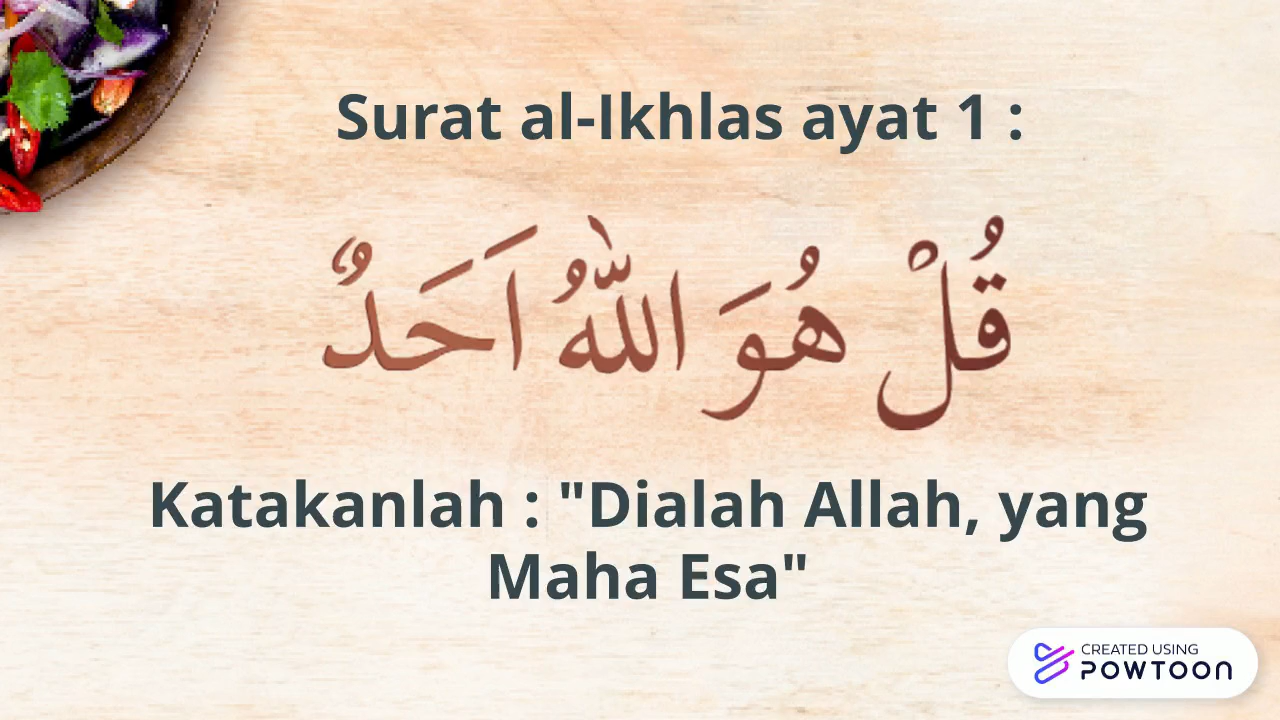 Surat al-Ikhlas ayat 1 :
قُلْ هُوَ اللّٰهُ اَحَدٌ
Katakanlah : "Dialah Allah, yang
Maha Esa"
CREATED USING
POWTOON